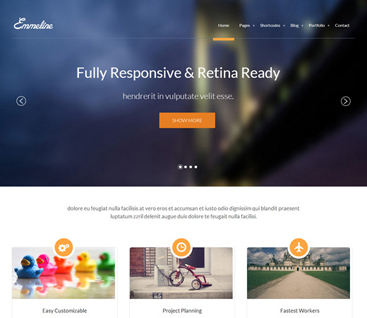 Emmeline
Home Pages Shortcodes Blog Portfolio Contact
Fully Responsive & Retina Ready
hendrerit in vulputate velit esse.
SHOW MORE
dolore eu feugiat nulla facilisis at vero eros et accumsan et iusto odio dignissim qui blandit praesent
luptatum zzril delenit augue duis dolore te feugait nulla facilisi.
Easy Customizable Project Planning Fastest Workers